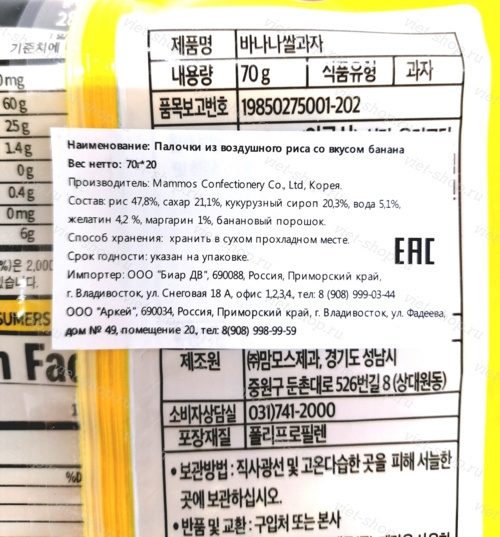 28
기준치에
0mg
60g
25g
1.4g
0g
0.4g
0mg
6g
%)은 2,000
있습니다.
SUMERS
n Fac
%D
제품명 바나나쌀과자
내용량 70g 식품유형 과자
품목보고번호 19850275001-202
Наименование: Палочки из воздушного риса со вкусом банана
Вес нетто: 70г*20
Производитель: Mammos Confectionery Co., Ltd, Корея.
Состав: рис 47,8%, сахар 21,1%, кукурузный сироп 20,3%, вода 5,1%,
желатин 4,2 %, маргарин 1%, банановый порошок.
Способ хранения: хранить в сухом прохладном месте.
Срок годности: указан на упаковке.
EAC
Импортер: ООО "Биар ДВ", 690088, Россия, Приморский край,
г. Владивосток, ул. Снеговая 18 А, офис 1,2,3,4, тел: 8 (908) 999-03-44
ООО "Аркей", 690034, Россия, Приморский край, г. Владивосток, ул. Фадеева,
дом № 49, помещение 20, тел: 8(908) 998-99-59
제조원 ㈜맘모스제과, 경기도 성남시
중원구 둔촌대로 526번길 8 (상대원동)
소비자상담실 031)741-2000
포장재질 폴리프로필렌
• 보관방법 : 직사광선 및 고온다습한 곳을 피해 서늘한
곳에 보관하십시오.
• 반품 및 교환 : 구입처 또는 본사
viet-shop.ru